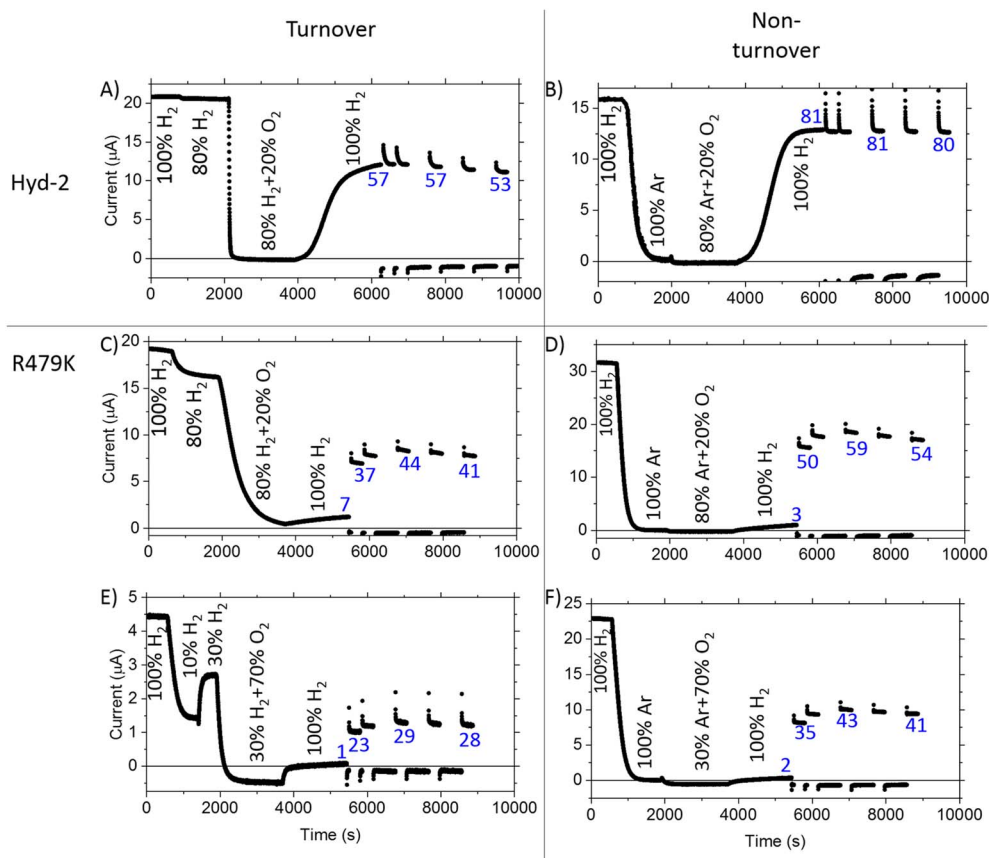 Turnover
Non-
turnover
Hyd-2
R479K
A)
Current (µA)
20
15
10
5
0
0 2000 4000 6000 8000 10000
100% H2
80% H2
80% H2+20% O2
100% H2
57
57
53
B)
15
10
5
0
0 2000 4000 6000 8000 10000
100% H2
100% Ar
80% Ar+20% O2
100% H2
81
81
80
C)
Current (µA)
20
15
10
5
0
0 2000 4000 6000 8000 10000
100% H2
80% H2
80% H2+20% O2
100% H2
7
37
44
41
D)
30
20
10
0
0 2000 4000 6000 8000 10000
100% H2
100% Ar
80% Ar+20% O2
100% H2
3
50
59
54
E)
Current (µA)
5
4
3
2
1
0
0 2000 4000 6000 8000 10000
Time (s)
100% H2
10% H2
30% H2
30% H2+70% O2
100% H2
1
23
29
28
F)
25
20
15
10
5
0
0 2000 4000 6000 8000 10000
Time (s)
100% H2
100% Ar
30% Ar+70% O2
100% H2
2
35
43
41